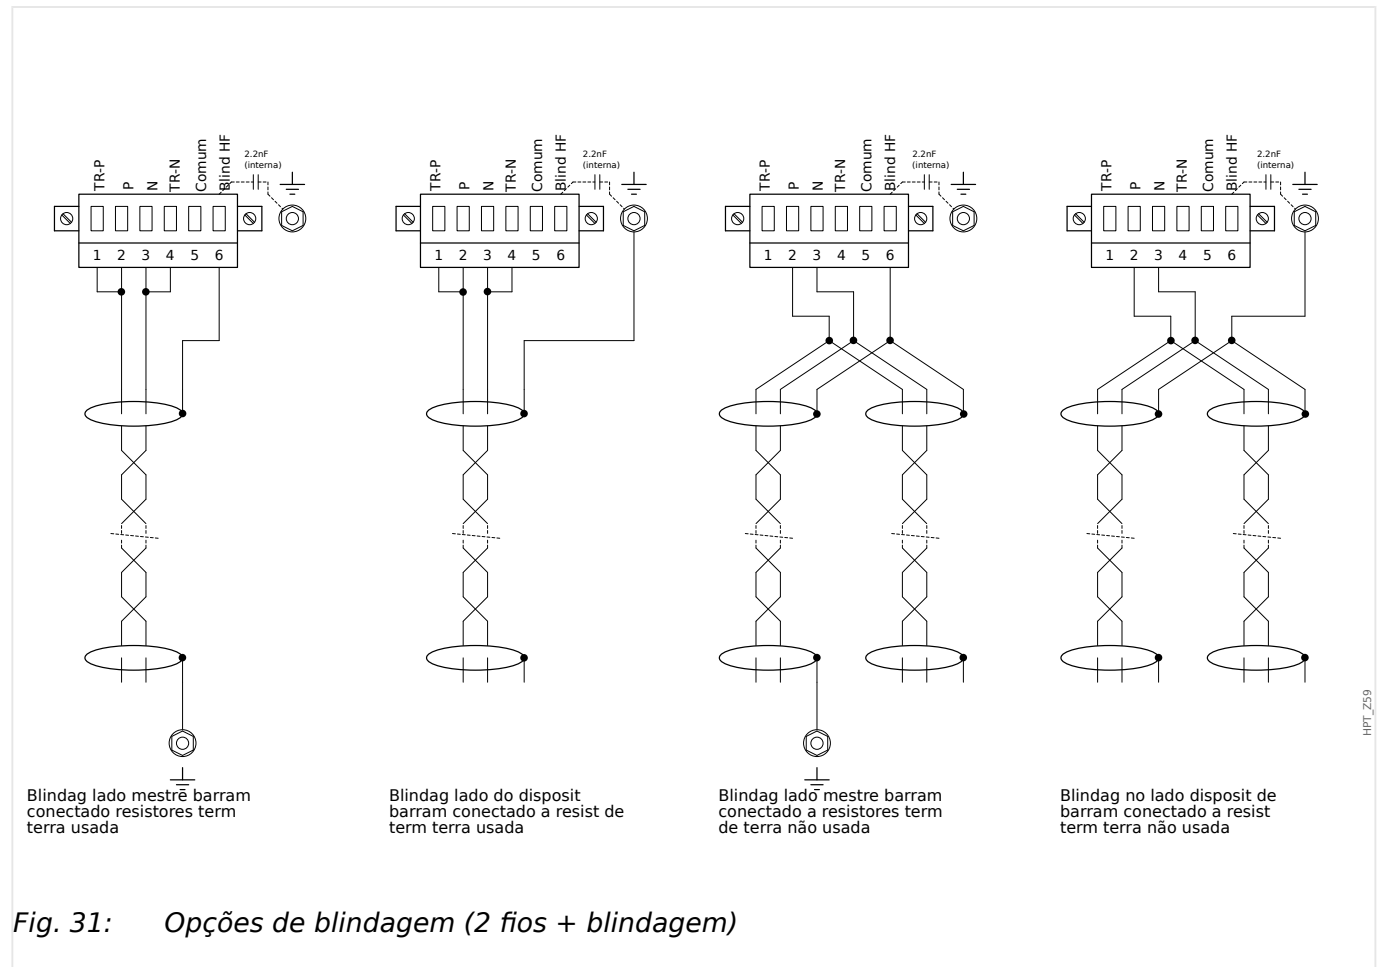 TR-P P N TR-N Comum Blind HF
2.2nF
(interna)
1 2 3 4 5 6
TR-P P N TR-N Comum Blind HF
2.2nF
(interna)
1 2 3 4 5 6
TR-P P N TR-N Comum Blind HF
2.2nF
(interna)
1 2 3 4 5 6
TR-P P N TR-N Comum Blind HF
2.2nF
(interna)
1 2 3 4 5 6
HPT_Z59
Blindag lado mestre barram
conectado resistores term
terra usada
Blindag lado do disposit
barram conectado a resist de
term terra usada
Blindag lado mestre barram
conectado a resistores term
de terra não usada
Blindag no lado disposit de
barram conectado a resist
term terra não usada
Fig. 31: Opções de blindagem (2 fios + blindagem)